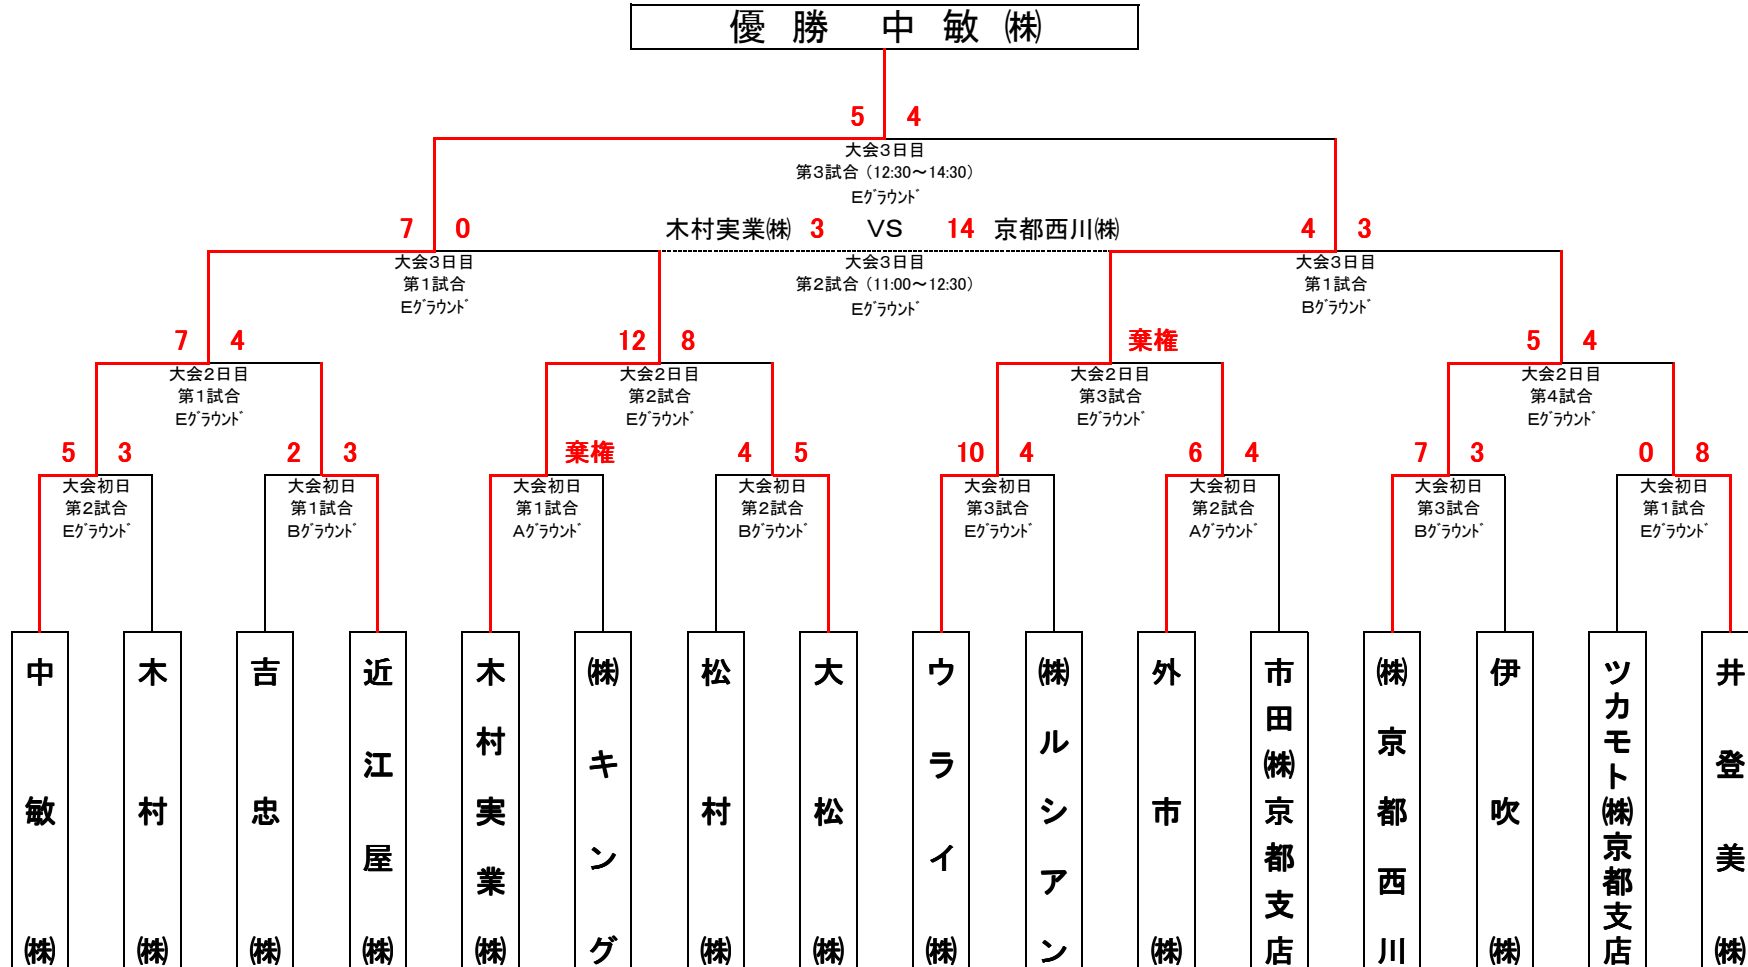 優勝 中敏㈱
5 4
大会3日目
第3試合（12:30～14:30）
Eｸﾞﾗｳﾝﾄﾞ
7 0
木村実業㈱ 3 VS 14 京都西川㈱
4 3
大会3日目
第1試合
Eｸﾞﾗｳﾝﾄﾞ
大会3日目
第2試合（11:00～12:30）
Eｸﾞﾗｳﾝﾄﾞ
大会3日目
第1試合
Bｸﾞﾗｳﾝﾄﾞ
7 4
12 8
棄権
5 4
大会2日目
第1試合
Eｸﾞﾗｳﾝﾄﾞ
大会2日目
第2試合
Eｸﾞﾗｳﾝﾄﾞ
大会2日目
第3試合
Eｸﾞﾗｳﾝﾄﾞ
大会2日目
第4試合
Eｸﾞﾗｳﾝﾄﾞ
5 3
2 3
棄権
4 5
10 4
6 4
7 3
0 8
大会初日
第2試合
Eｸﾞﾗｳﾝﾄﾞ
大会初日
第1試合
Bｸﾞﾗｳﾝﾄﾞ
大会初日
第1試合
Aｸﾞﾗｳﾝﾄﾞ
大会初日
第2試合
Bｸﾞﾗｳﾝﾄﾞ
大会初日
第3試合
Eｸﾞﾗｳﾝﾄﾞ
大会初日
第2試合
Aｸﾞﾗｳﾝﾄﾞ
大会初日
第3試合
Bｸﾞﾗｳﾝﾄﾞ
大会初日
第1試合
Eｸﾞﾗｳﾝﾄﾞ
中敏㈱
木村㈱
吉忠㈱
近江屋㈱
木村実業㈱
㈱キング
松村㈱
大松㈱
ウライ㈱
㈱ルシアン
外市㈱
市田㈱京都支店
㈱京都西川
伊吹㈱
ツカモト㈱京都支店
井登美㈱